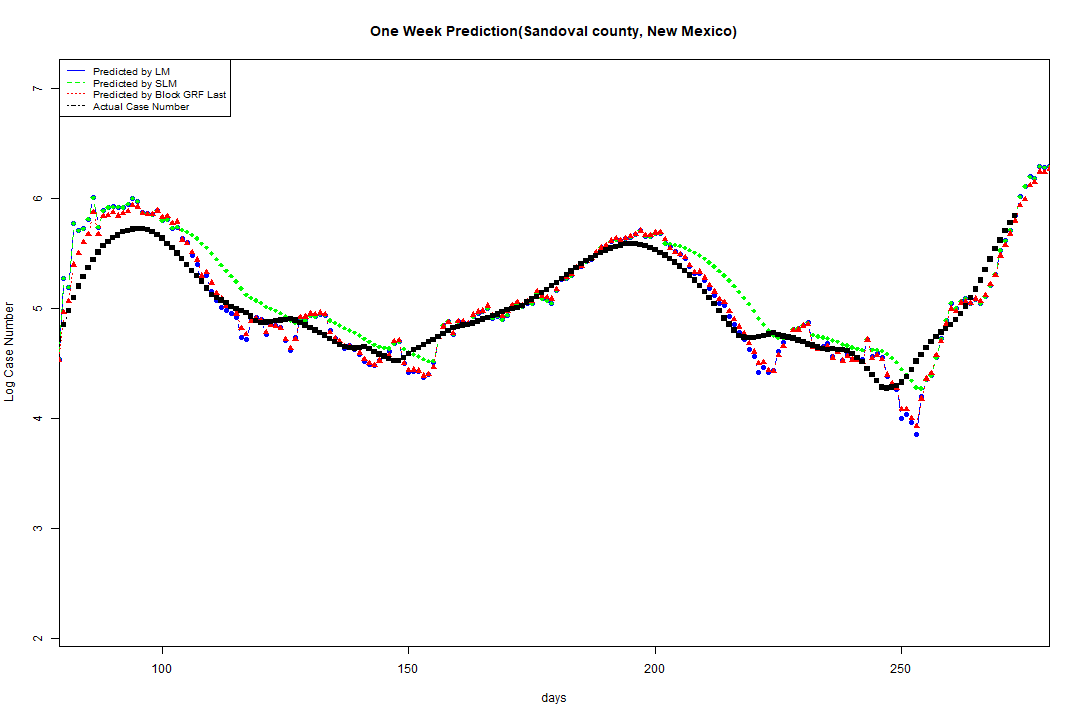 One Week Prediction(Sandoval county, New Mexico)
Predicted by LM
Predicted by SLM
Predicted by Block GRF Last
Actual Case Number
7
6
5
4
3
2
Log Case Number
100
150
200
250
days